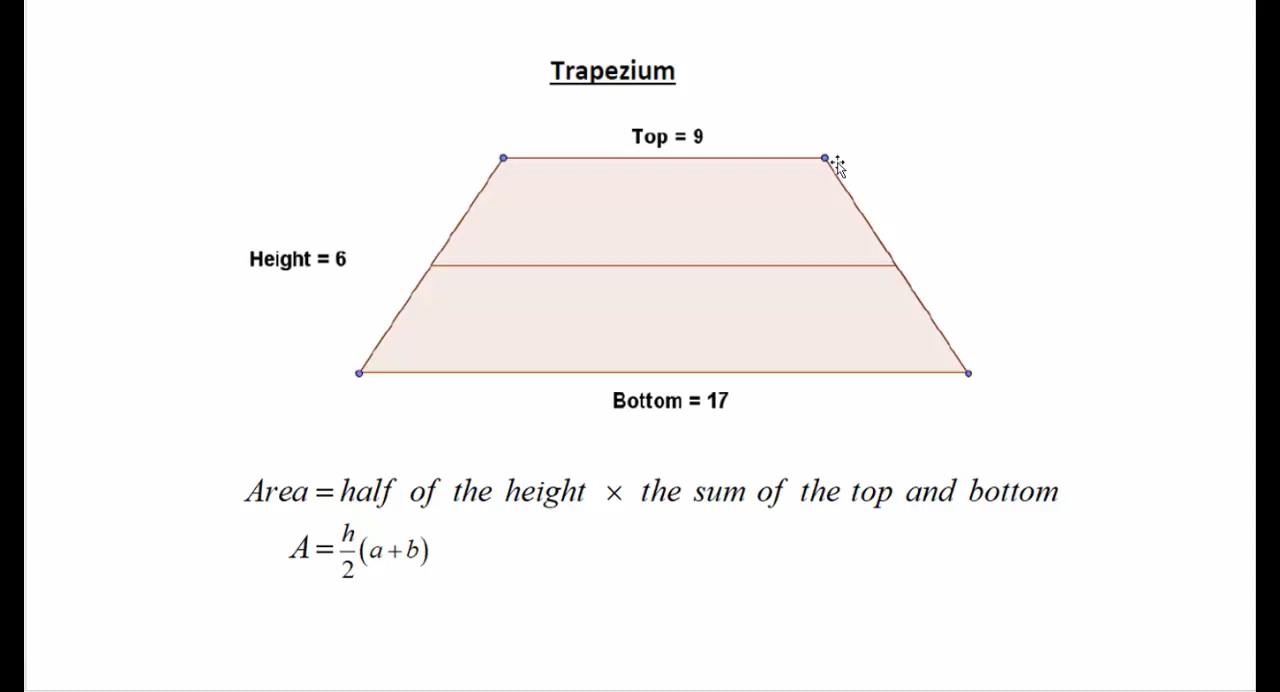 Trapezium
Top = 9
Height = 6
Bottom = 17
Area = half of the height × the sum of the top and bottom
A = h/2 (a + b)